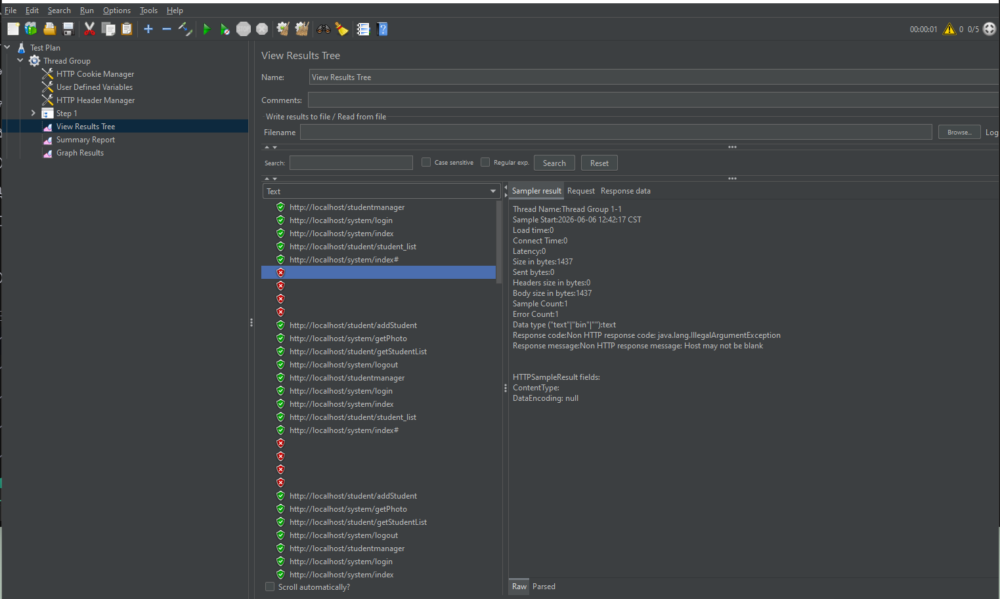 File Edit Search Run Options Tools Help
00:00:01 0 0/5
Test Plan
Thread Group
HTTP Cookie Manager
User Defined Variables
HTTP Header Manager
Step 1
View Results Tree
Summary Report
Graph Results
View Results Tree
Name: View Results Tree
Comments:
Write results to file / Read from file
Filename Browse... Log
Search: Case sensitive Regular exp. Search Reset
Text
http://localhost/studentmanager
http://localhost/system/login
http://localhost/system/index
http://localhost/student/student_list
http://localhost/system/index#
http://localhost/student/addStudent
http://localhost/system/getPhoto
http://localhost/student/getStudentList
http://localhost/system/logout
http://localhost/studentmanager
http://localhost/system/login
http://localhost/system/index
http://localhost/student/student_list
http://localhost/system/index#
http://localhost/student/addStudent
http://localhost/system/getPhoto
http://localhost/student/getStudentList
http://localhost/system/logout
http://localhost/studentmanager
http://localhost/system/login
http://localhost/system/index
Scroll automatically?
Sampler result Request Response data
Thread Name:Thread Group 1-1
Sample Start:2026-06-06 12:42:17 CST
Load time:0
Connect Time:0
Latency:0
Size in bytes:1437
Sent bytes:0
Headers size in bytes:0
Body size in bytes:1437
Sample Count:1
Error Count:1
Data type ("text"|"bin"|""):text
Response code:Non HTTP response code: java.lang.IllegalArgumentException
Response message:Non HTTP response message: Host may not be blank
HTTPSampleResult fields:
ContentType:
DataEncoding: null
Raw Parsed